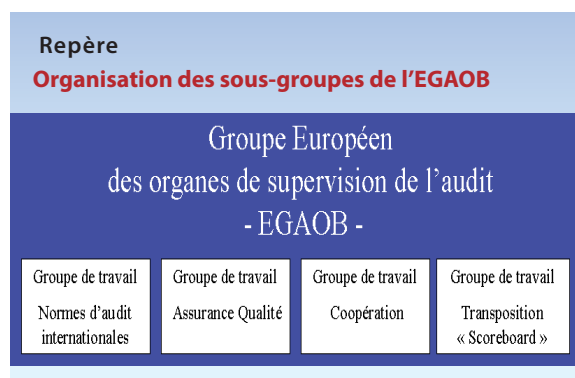 Repère
Organisation des sous-groupes de l'EGAOB
Groupe Européen
des organes de supervision de l'audit
- EGAOB -
Groupe de travail
Normes d'audit
internationales
Groupe de travail
Assurance Qualité
Groupe de travail
Coopération
Groupe de travail
Transposition
« Scoreboard »